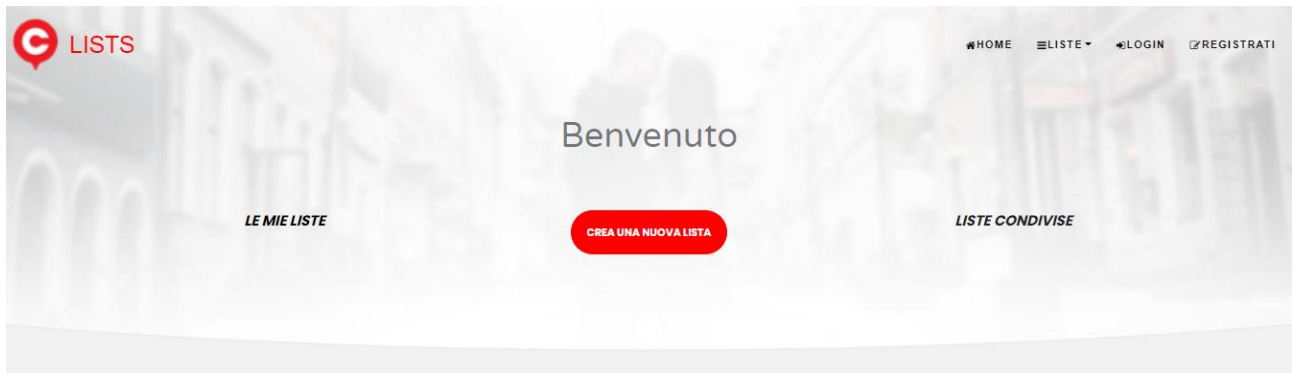 C LISTS
HOME LISTE LOGIN REGISTRATI
Benvenuto
LE MIE LISTE
CREA UNA NUOVA LISTA
LISTE CONDIVISE